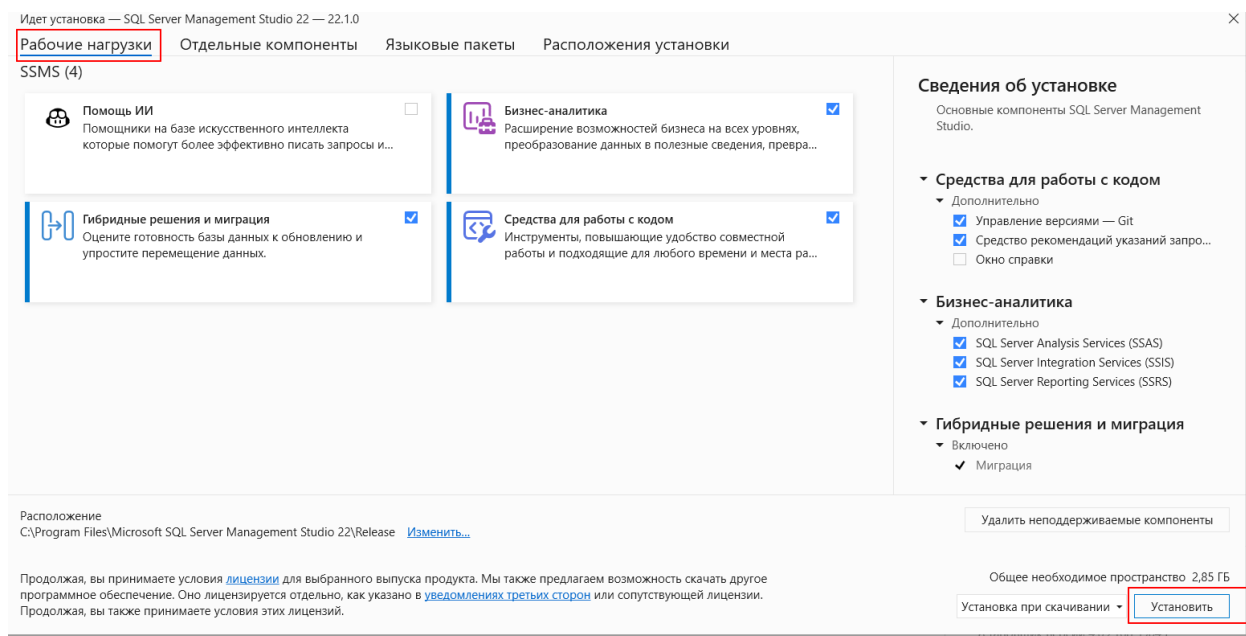 Идет установка — SQL Server Management Studio 22 — 22.1.0
Рабочие нагрузки Отдельные компоненты Языковые пакеты Расположения установки
SSMS (4)
Помощь ИИ
Помощники на базе искусственного интеллекта
которые помогут более эффективно писать запросы и...
Бизнес-аналитика
Расширение возможностей бизнеса на всех уровнях,
преобразование данных в полезные сведения, превра...
Гибридные решения и миграция
Оцените готовность базы данных к обновлению и
упростите перемещение данных.
Средства для работы с кодом
Инструменты, повышающие удобство совместной
работы и подходящие для любого времени и места ра...
Сведения об установке
Основные компоненты SQL Server Management
Studio.
Средства для работы с кодом
Дополнительно
Управление версиями — Git
Средство рекомендаций указаний запро...
Окно справки
Бизнес-аналитика
Дополнительно
SQL Server Analysis Services (SSAS)
SQL Server Integration Services (SSIS)
SQL Server Reporting Services (SSRS)
Гибридные решения и миграция
Включено
Миграция
Расположение
C:\Program Files\Microsoft SQL Server Management Studio 22\Release Изменить...
Удалить неподдерживаемые компоненты
Продолжая, вы принимаете условия лицензии для выбранного выпуска продукта. Мы также предлагаем возможность скачать другое
программное обеспечение. Оно лицензируется отдельно, как указано в уведомлениях третьих сторон или сопутствующей лицензии.
Продолжая, вы также принимаете условия этих лицензий.
Общее необходимое пространство 2,85 ГБ
Установка при скачивании Установить